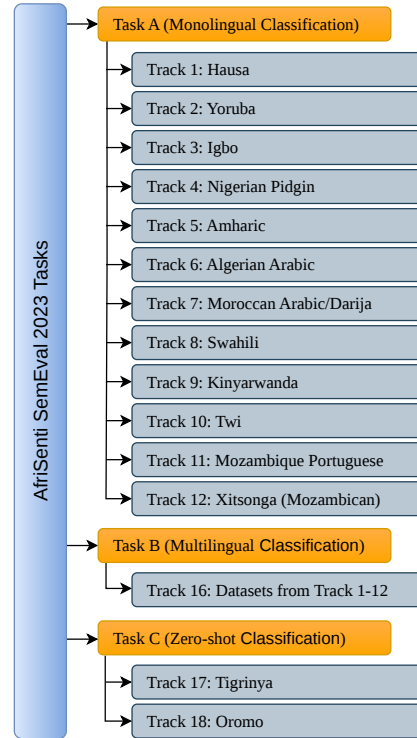 AfriSenti SemEval 2023 Tasks
Task A (Monolingual Classification)
Track 1: Hausa
Track 2: Yoruba
Track 3: Igbo
Track 4: Nigerian Pidgin
Track 5: Amharic
Track 6: Algerian Arabic
Track 7: Moroccan Arabic/Darija
Track 8: Swahili
Track 9: Kinyarwanda
Track 10: Twi
Track 11: Mozambique Portuguese
Track 12: Xitsonga (Mozambican)
Task B (Multilingual Classification)
Track 16: Datasets from Track 1-12
Task C (Zero-shot Classification)
Track 17: Tigrinya
Track 18: Oromo